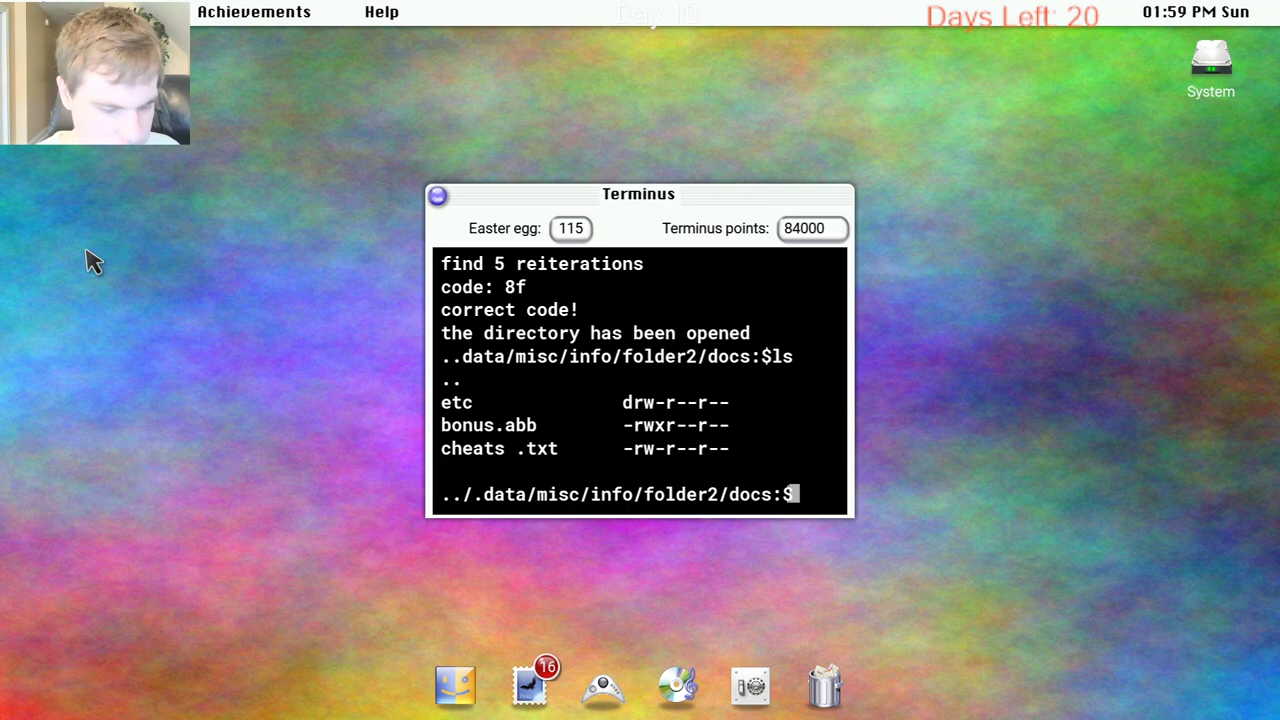 Achievements Help Day 10 Days Left: 20 01:59 PM Sun
System
Terminus
Easter egg: 115 Terminus points: 84000
find 5 reiterations
code: 8f
correct code!
the directory has been opened
..data/misc/info/folder2/docs:$ls
..
etc drw-r--r--
bonus.abb -rwxr--r--
cheats .txt -rw-r--r--
../.data/misc/info/folder2/docs:$
16